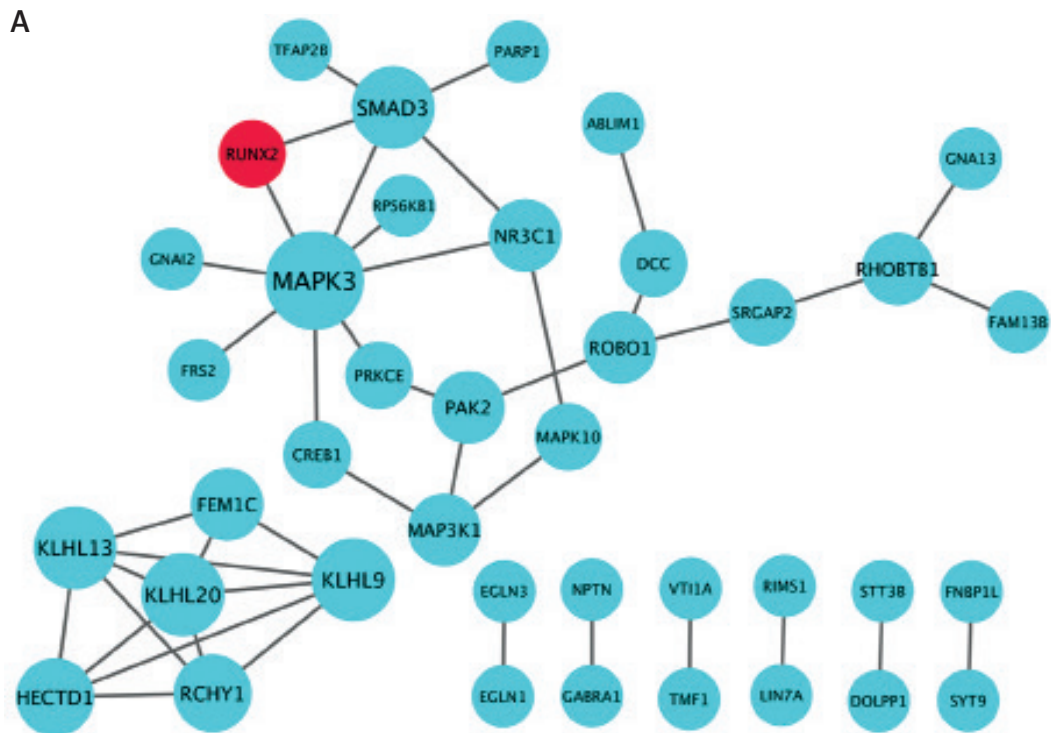 A
TFAP2B
PARP1
SMAD3
ABLIM1
RUNX2
GNA13
RPS6KB1
NR3C1
GNAI2
DCC
RHOBTB1
MAPK3
SRGAP2
FAM13B
ROBO1
FRS2
PRKCE
PAK2
MAPK10
CREB1
MAP3K1
FEM1C
KLHL13
KLHL9
KLHL20
HECTD1
RCHY1
EGLN3
NPTN
VTI1A
RIMS1
STT3B
FNBP1L
EGLN1
GABRA1
TMF1
LIN7A
DOLPP1
SYT9